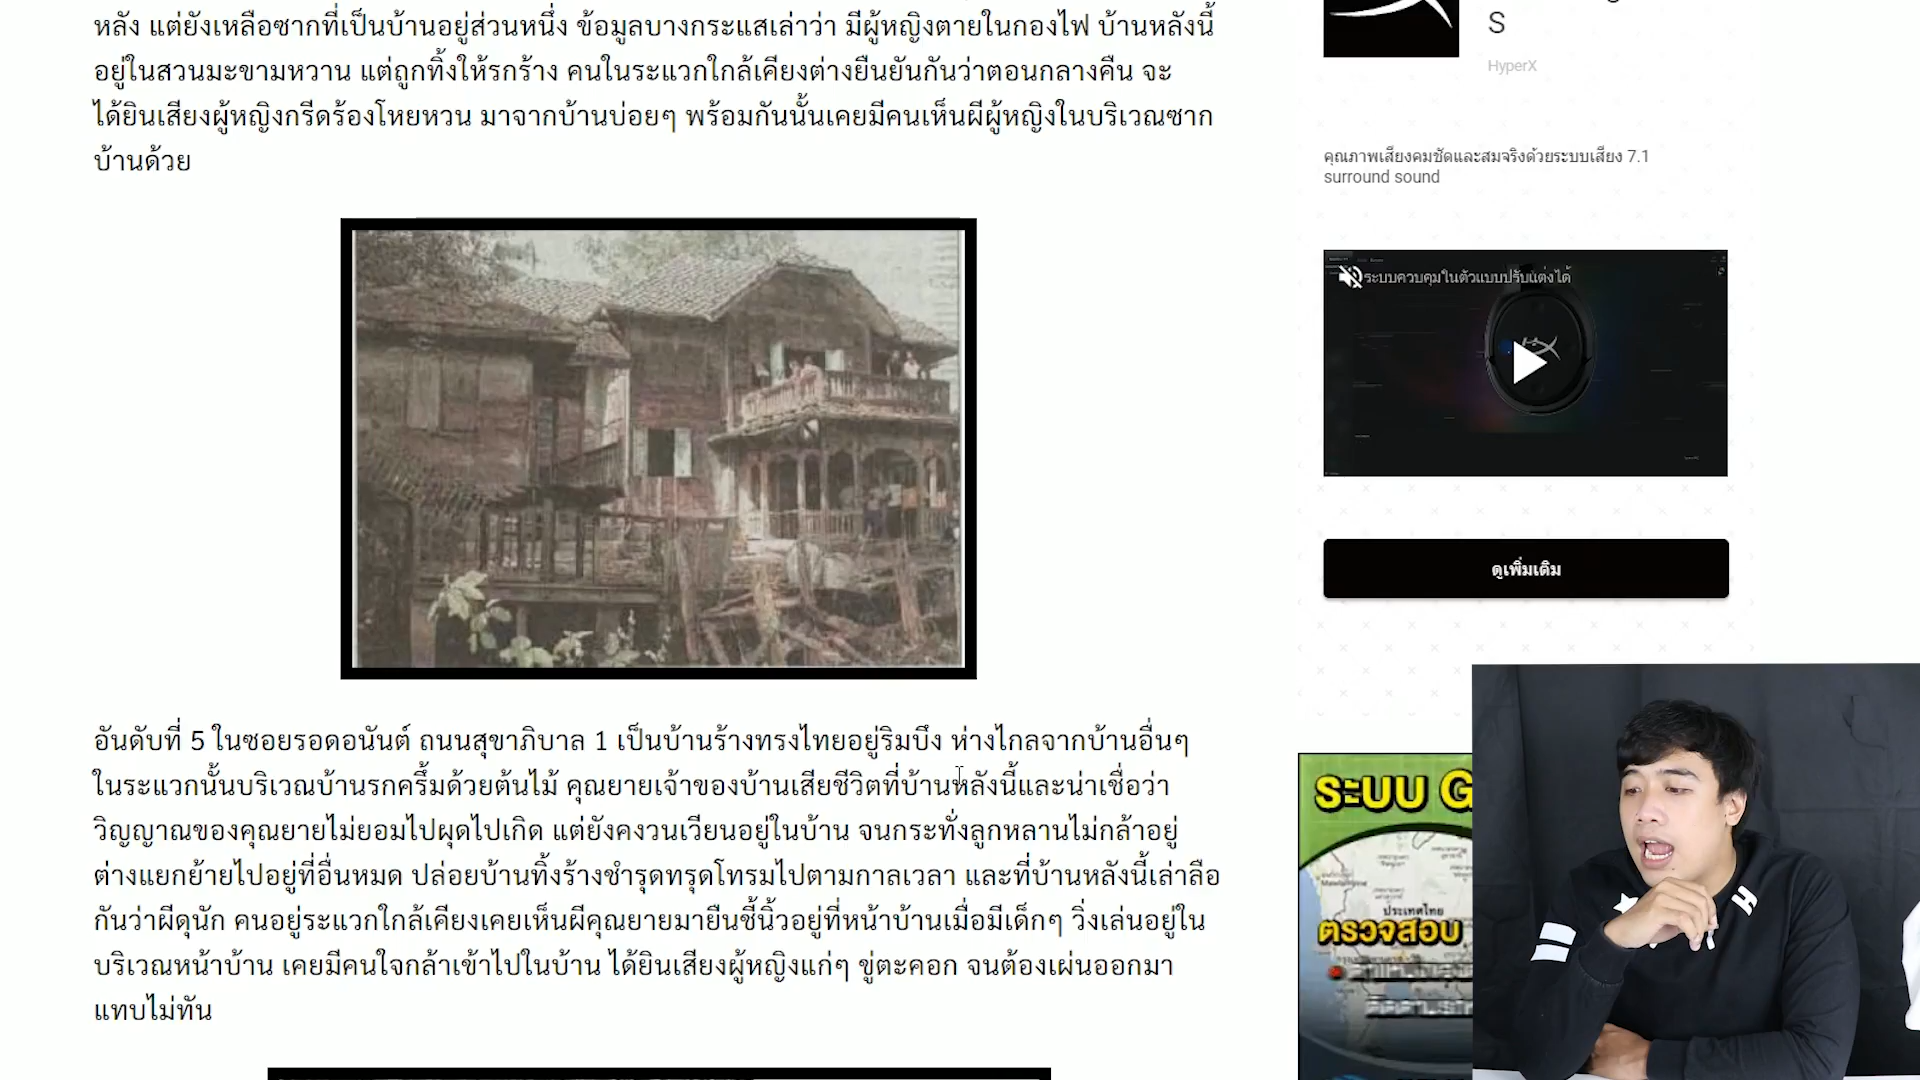 หลัง แต่ยังเหลือซากที่เป็นบ้านอยู่ส่วนหนึ่ง ข้อมูลบางกระแสเล่าว่า มีผู้หญิงตายในกองไฟ บ้านหลังนี้
อยู่ในสวนมะขามหวาน แต่ถูกทิ้งให้รกร้าง คนในระแวกใกล้เคียงต่างยืนยันกันว่าตอนกลางคืน จะ
ได้ยินเสียงผู้หญิงกรีดร้องโหยหวน มาจากบ้านบ่อยๆ พร้อมกันนั้นเคยมีคนเห็นผีผู้หญิงในบริเวณซาก
บ้านด้วย
อันดับที่ 5 ในซอยรอดอนันต์ ถนนสุขาภิบาล 1 เป็นบ้านร้างทรงไทยอยู่ริมบึง ห่างไกลจากบ้านอื่นๆ
ในระแวกนั้นบริเวณบ้านรกครึ้มด้วยต้นไม้ คุณยายเจ้าของบ้านเสียชีวิตที่บ้านหลังนี้และน่าเชื่อว่า
วิญญาณของคุณยายไม่ยอมไปผุดไปเกิด แต่ยังคงวนเวียนอยู่ในบ้าน จนกระทั่งลูกหลานไม่กล้าอยู่
ต่างแยกย้ายไปอยู่ที่อื่นหมด ปล่อยบ้านทิ้งร้างชำรุดทรุดโทรมไปตามกาลเวลา และที่บ้านหลังนี้เล่าลือ
กันว่าผีดุนัก คนอยู่ระแวกใกล้เคียงเคยเห็นผีคุณยายมายืนชี้นิ้วอยู่ที่หน้าบ้านเมื่อมีเด็กๆ วิ่งเล่นอยู่ใน
บริเวณหน้าบ้าน เคยมีคนใจกล้าเข้าไปในบ้าน ได้ยินเสียงผู้หญิงแก่ๆ ขู่ตะคอก จนต้องเผ่นออกมา
แทบไม่ทัน
S
HyperX
คุณภาพเสียงคมชัดและสมจริงด้วยระบบเสียง 7.1
surround sound
ระบบควบคุมในตัวแบบปรับแต่งได้
ดูเพิ่มเติม
ระบบ G
ประเทศไทย
ตรวจสอบ
H